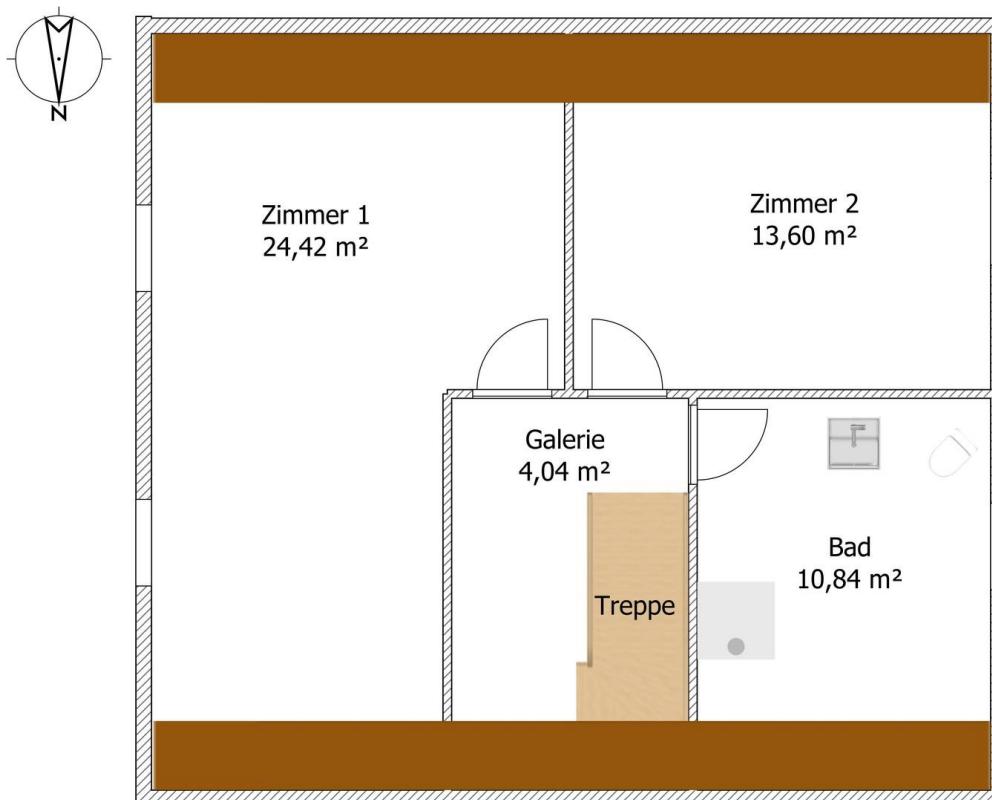 N
Zimmer 1
24,42 m²
Zimmer 2
13,60 m²
Galerie
4,04 m²
Bad
10,84 m²
Treppe